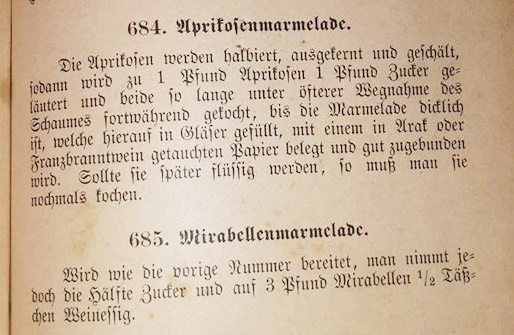 684. Aprikosenmarmelade.
Die Aprikosen werden halbiert, ausgekernt und geschält,
sodann wird zu 1 Pfund Aprikosen 1 Pfund Zucker ge-
läutert und beide so lange unter öfterer Wegnahme des
Schaumes fortwährend gekocht, bis die Marmelade dicklich
ist, welche hierauf in Gläser gefüllt, mit einem in Arak oder
Franzbranntwein getauchten Papier belegt und gut zugebunden
wird. Sollte sie später flüssig werden, so muß man sie
nochmals kochen.
685. Mirabellenmarmelade.
Wird wie die vorige Nummer bereitet, man nimmt je-
doch die Hälfte Zucker und auf 3 Pfund Mirabellen 1/2 Täß-
chen Weinessig.